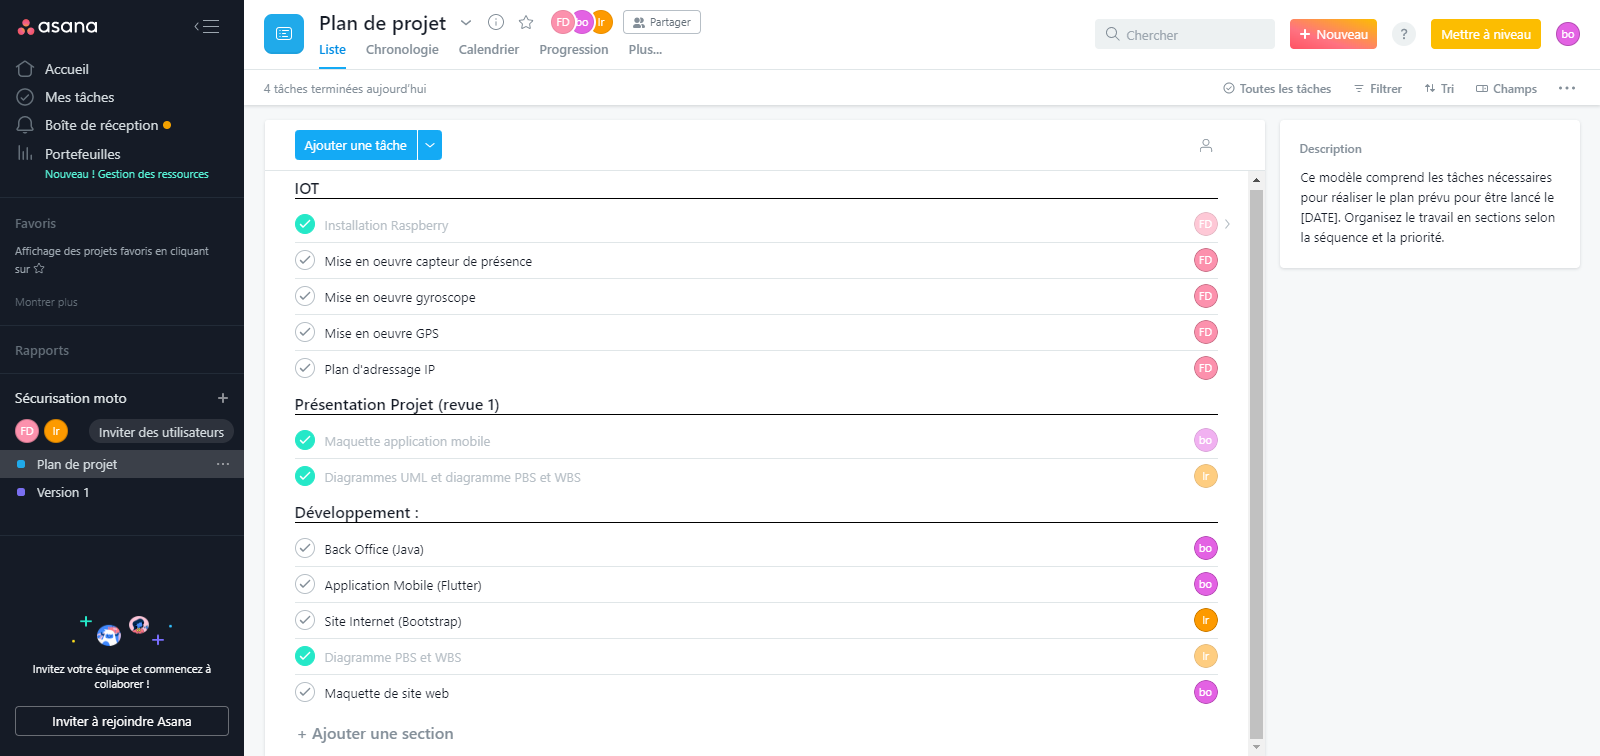 asana
Accueil
Mes tâches
Boîte de réception
Portefeuilles
Nouveau ! Gestion des ressources
Favoris
Affichage des projets favoris en cliquant
sur
Montrer plus
Rapports
Sécurisation moto
FD Ir Inviter des utilisateurs
Plan de projet ...
Version 1
Invitez votre équipe et commencez à
collaborer !
Inviter à rejoindre Asana
Plan de projet FD bo Ir Partager
Liste Chronologie Calendrier Progression Plus...
Chercher + Nouveau ? Mettre à niveau bo
4 tâches terminées aujourd'hui
Toutes les tâches Filtrer Tri Champs ...
Ajouter une tâche
IOT
Installation Raspberry FD
Mise en oeuvre capteur de présence FD
Mise en oeuvre gyroscope FD
Mise en oeuvre GPS FD
Plan d'adressage IP FD
Présentation Projet (revue 1)
Maquette application mobile bo
Diagrammes UML et diagramme PBS et WBS Ir
Développement :
Back Office (Java) bo
Application Mobile (Flutter) bo
Site Internet (Bootstrap) Ir
Diagramme PBS et WBS Ir
Maquette de site web bo
+ Ajouter une section
Description
Ce modèle comprend les tâches nécessaires
pour réaliser le plan prévu pour être lancé le
[DATE]. Organisez le travail en sections selon
la séquence et la priorité.